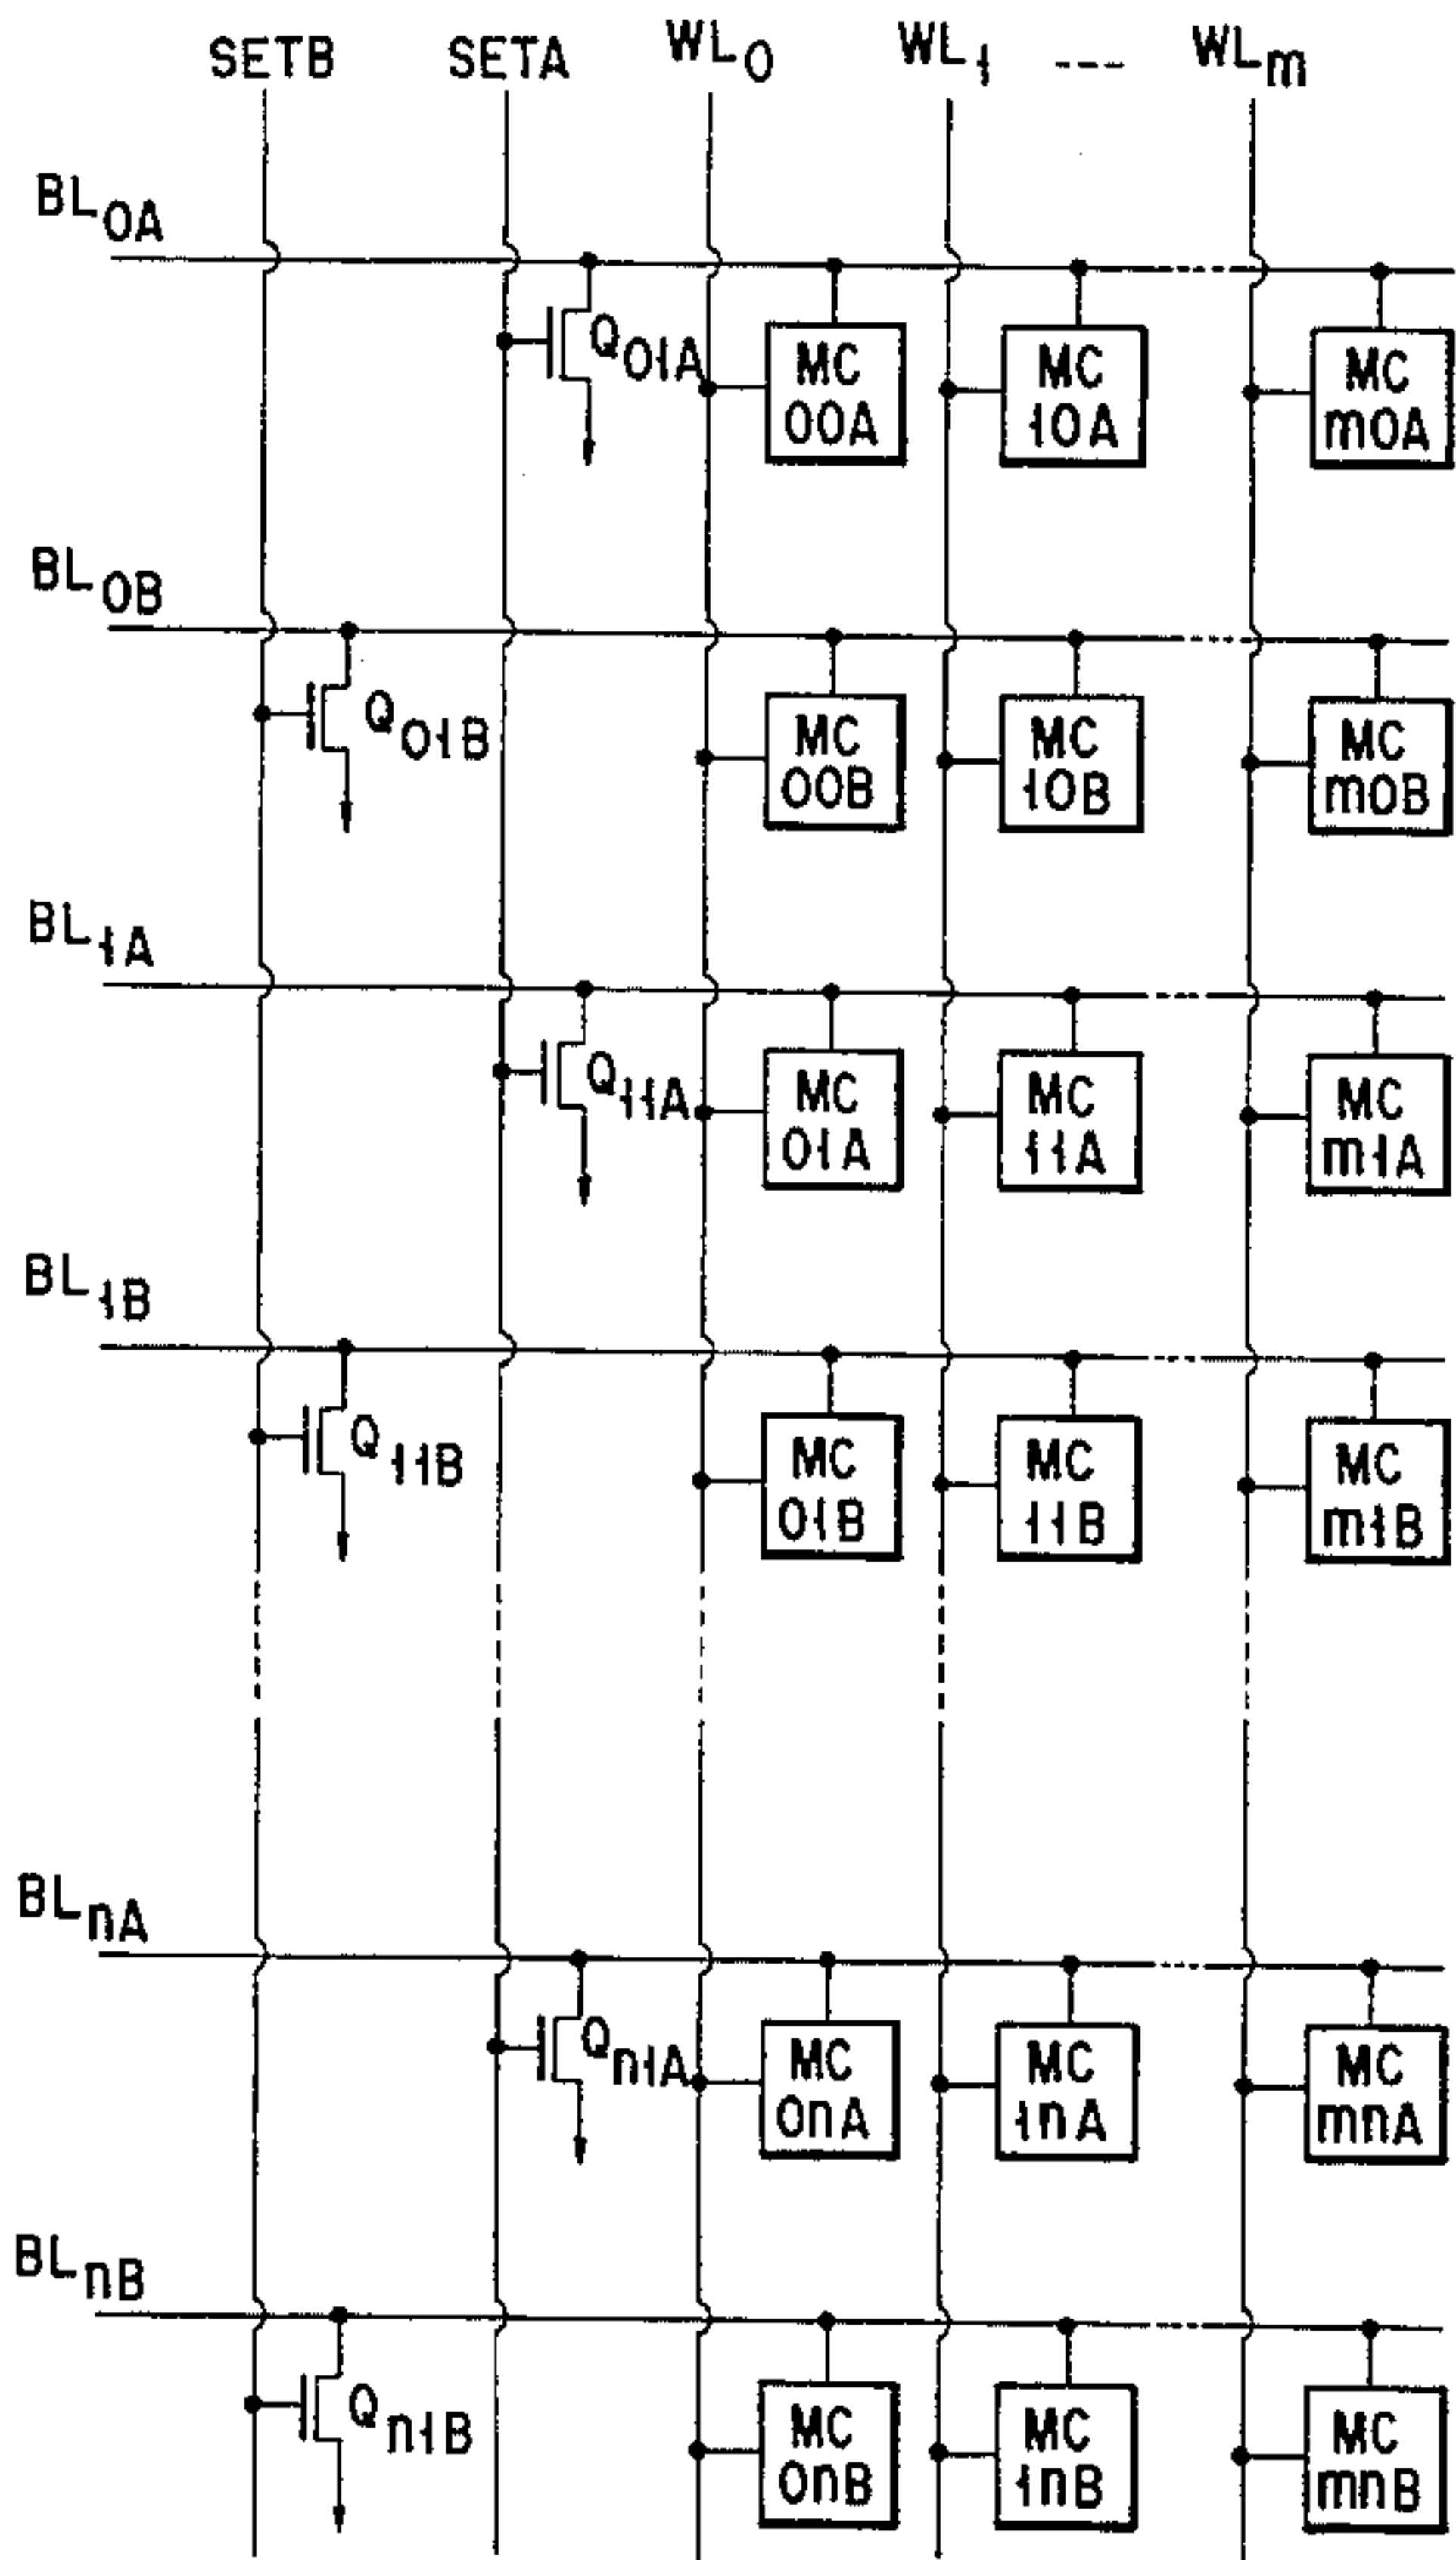 SETB SETA WL0 WL1 --- WLm
BL0A
Q01A
MC 00A
MC 10A
MC m0A
BL0B
Q01B
MC 00B
MC 10B
MC m0B
BL1A
Q11A
MC 01A
MC 11A
MC m1A
BL1B
Q11B
MC 01B
MC 11B
MC m1B
BLnA
Qn1A
MC 0nA
MC 1nA
MC mnA
BLnB
Qn1B
MC 0nB
MC 1nB
MC mnB